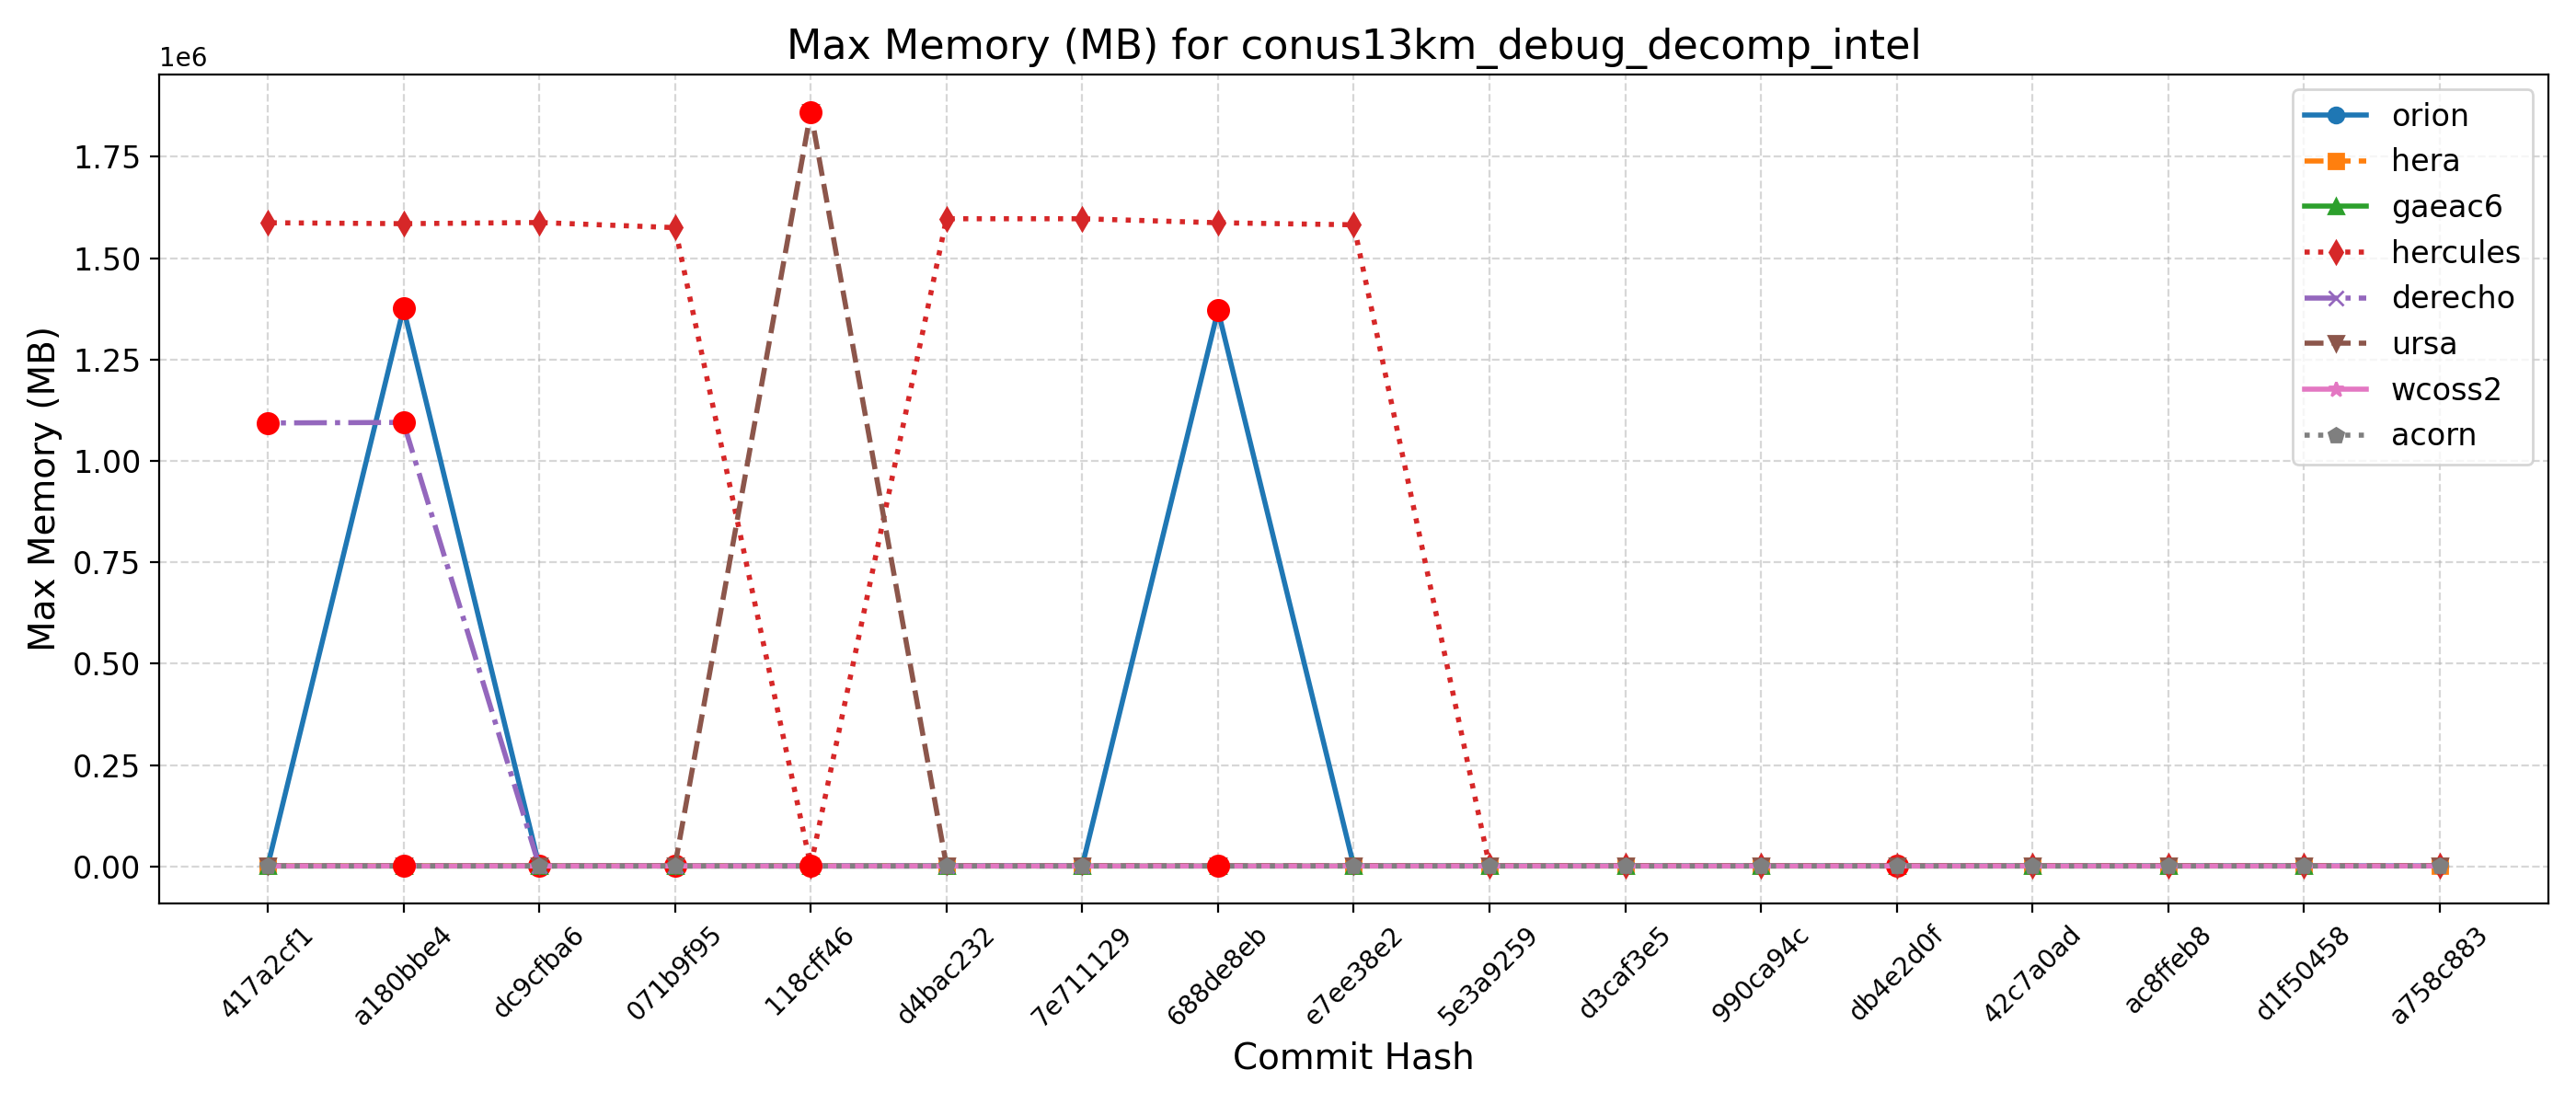 Max Memory (MB) for conus13km_debug_decomp_intel
1e6
1.75
1.50
1.25
1.00
0.75
0.50
0.25
0.00
Max Memory (MB)
orion
hera
gaeac6
hercules
derecho
ursa
wcoss2
acorn
417a2cf1
a180bbe4
dc9cfba6
071b9f95
118cff46
d4bac232
7e711129
688de8eb
e7ee38e2
5e3a9259
d3caf3e5
990ca94c
db4e2d0f
42c7a0ad
ac8ffeb8
d1f50458
a758c883
Commit Hash